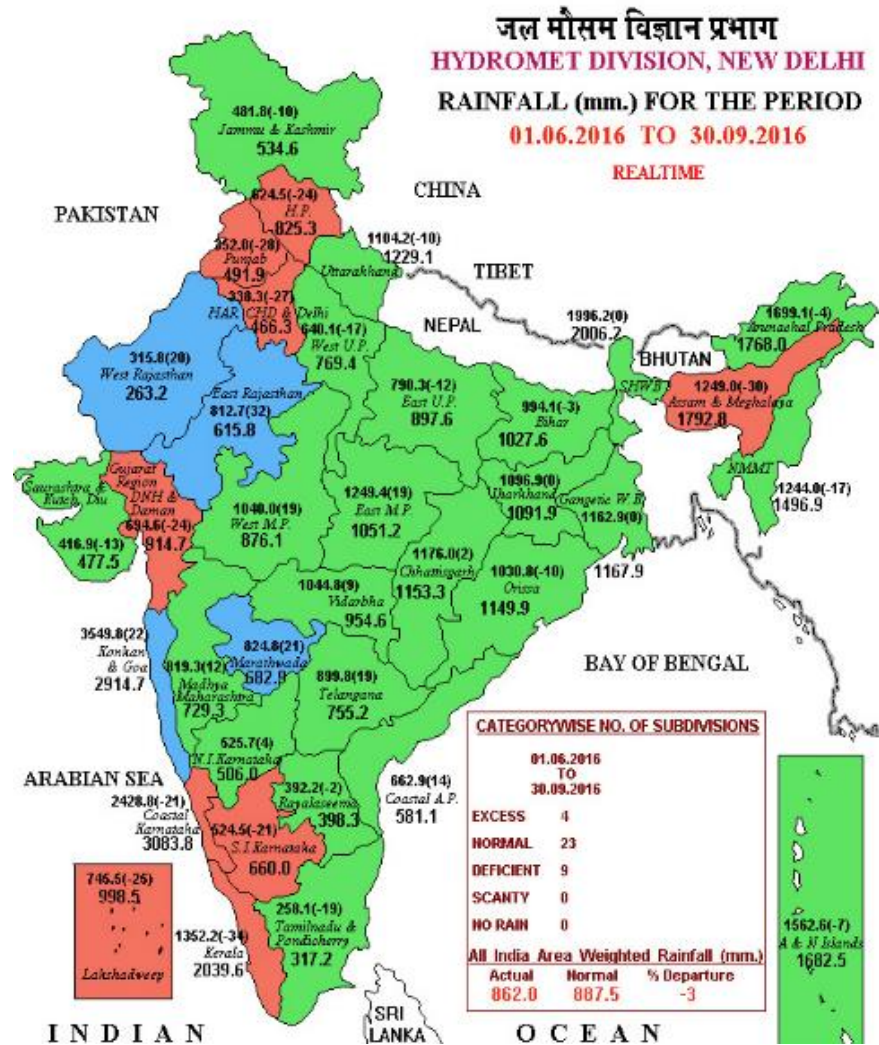 जल मौसम विज्ञान प्रभाग
HYDROMET DIVISION, NEW DELHI
RAINFALL (mm.) FOR THE PERIOD
01.06.2016 TO 30.09.2016
REALTIME
481.8(-10)
Jammu & Kashmir
534.6
CHINA
PAKISTAN
624.5(-24)
H.P.
825.3
352.0(-28)
Punjab
491.9
1104.2(-10)
1229.1
Uttarakhand
TIBET
338.3(-27)
HAR CHD & Delhi
466.3
640.1(-17)
West U.P.
769.4
NEPAL
1996.2(0)
2006.2
BHUTAN
SHWB
1699.1(-4)
Arunachal Pradesh
1768.0
315.8(20)
West Rajasthan
263.2
East Rajasthan
812.7(32)
615.8
790.3(-12)
East U.P.
897.6
994.1(-3)
Bihar
1027.6
1249.0(-30)
Assam & Meghalaya
1792.8
NMMT
1244.0(-17)
1496.9
Saurashtra &
Kutch, Diu
416.9(-13)
477.5
Gujarat
Region
DNH &
Daman
694.6(-24)
914.7
1040.0(19)
West M.P.
876.1
1249.4(19)
East M.P.
1051.2
1096.9(0)
Jharkhand
1091.9
Gangetic W.B
1162.9(0)
1167.9
1176.0(2)
Chhattisgarh
1153.3
1030.8(-10)
Orissa
1149.9
1044.8(9)
Vidarbha
954.6
3549.8(22)
Konkan
& Goa
2914.7
824.8(21)
Marathwada
682.9
819.3(12)
Madhya
Maharashtra
729.3
899.8(19)
Telangana
755.2
BAY OF BENGAL
525.7(4)
N.I.Karnataka
506.0
ARABIAN SEA
2428.8(-21)
Coastal
Karnataka
3083.8
392.2(-2)
Rayalaseema
398.3
662.9(14)
Coastal A.P.
581.1
524.5(-21)
S.I.Karnataka
660.0
746.5(-25)
998.5
Lakshadweep
1352.2(-34)
Kerala
2039.6
258.1(-19)
Tamilnadu &
Pondicherry
317.2
CATEGORYWISE NO. OF SUBDIVISIONS
01.06.2016
TO
30.09.2016
EXCESS 4
NORMAL 23
DEFICIENT 9
SCANTY 0
NO RAIN 0
All India Area Weighted Rainfall (mm.)
Actual Normal % Departure
862.0 887.5 -3
1562.6(-7)
A & N Islands
1682.5
SRI
LANKA
INDIAN OCEAN